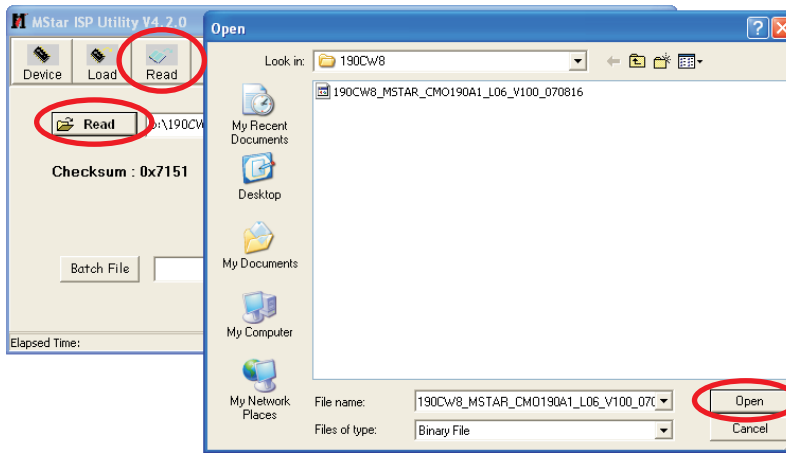 MStar ISP Utility V4.2.0
Device Load Read
Read :\190CW
Checksum : 0x7151
Batch File
Elapsed Time:
Open
Look in: 190CW8
190CW8_MSTAR_CMO190A1_L06_V100_070816
My Recent
Documents
Desktop
My Documents
My Computer
My Network
Places
File name: 190CW8_MSTAR_CMO190A1_L06_V100_070
Open
Files of type: Binary File
Cancel